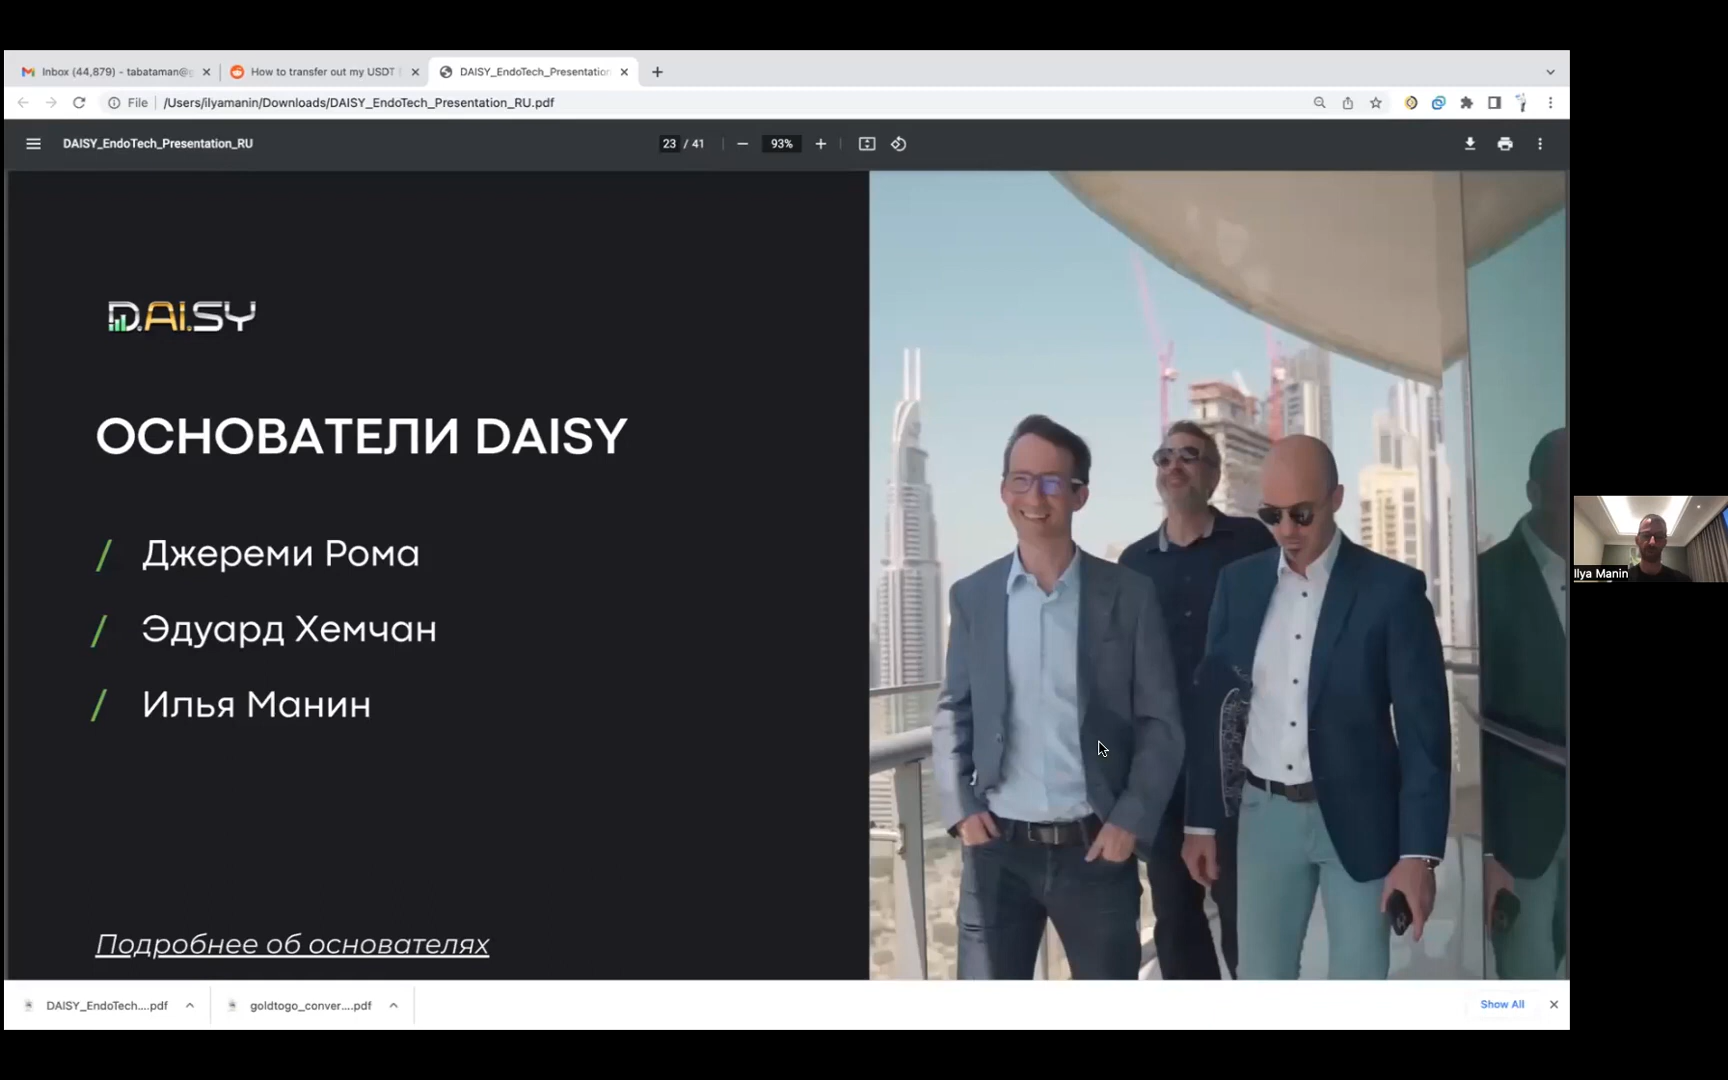 Inbox (44,879) - tabataman@g
How to transfer out my USDT
DAISY_EndoTech_Presentation
File
/Users/ilyamanin/Downloads/DAISY_EndoTech_Presentation_RU.pdf
DAISY_EndoTech_Presentation_RU
23 / 41
93%
D.AI.SY
ОСНОВАТЕЛИ DAISY
/ Джереми Рома
/ Эдуард Хемчан
/ Илья Манин
Подробнее об основателях
Ilya Manin
DAISY_EndoTech....pdf
goldtogo_conver....pdf
Show All